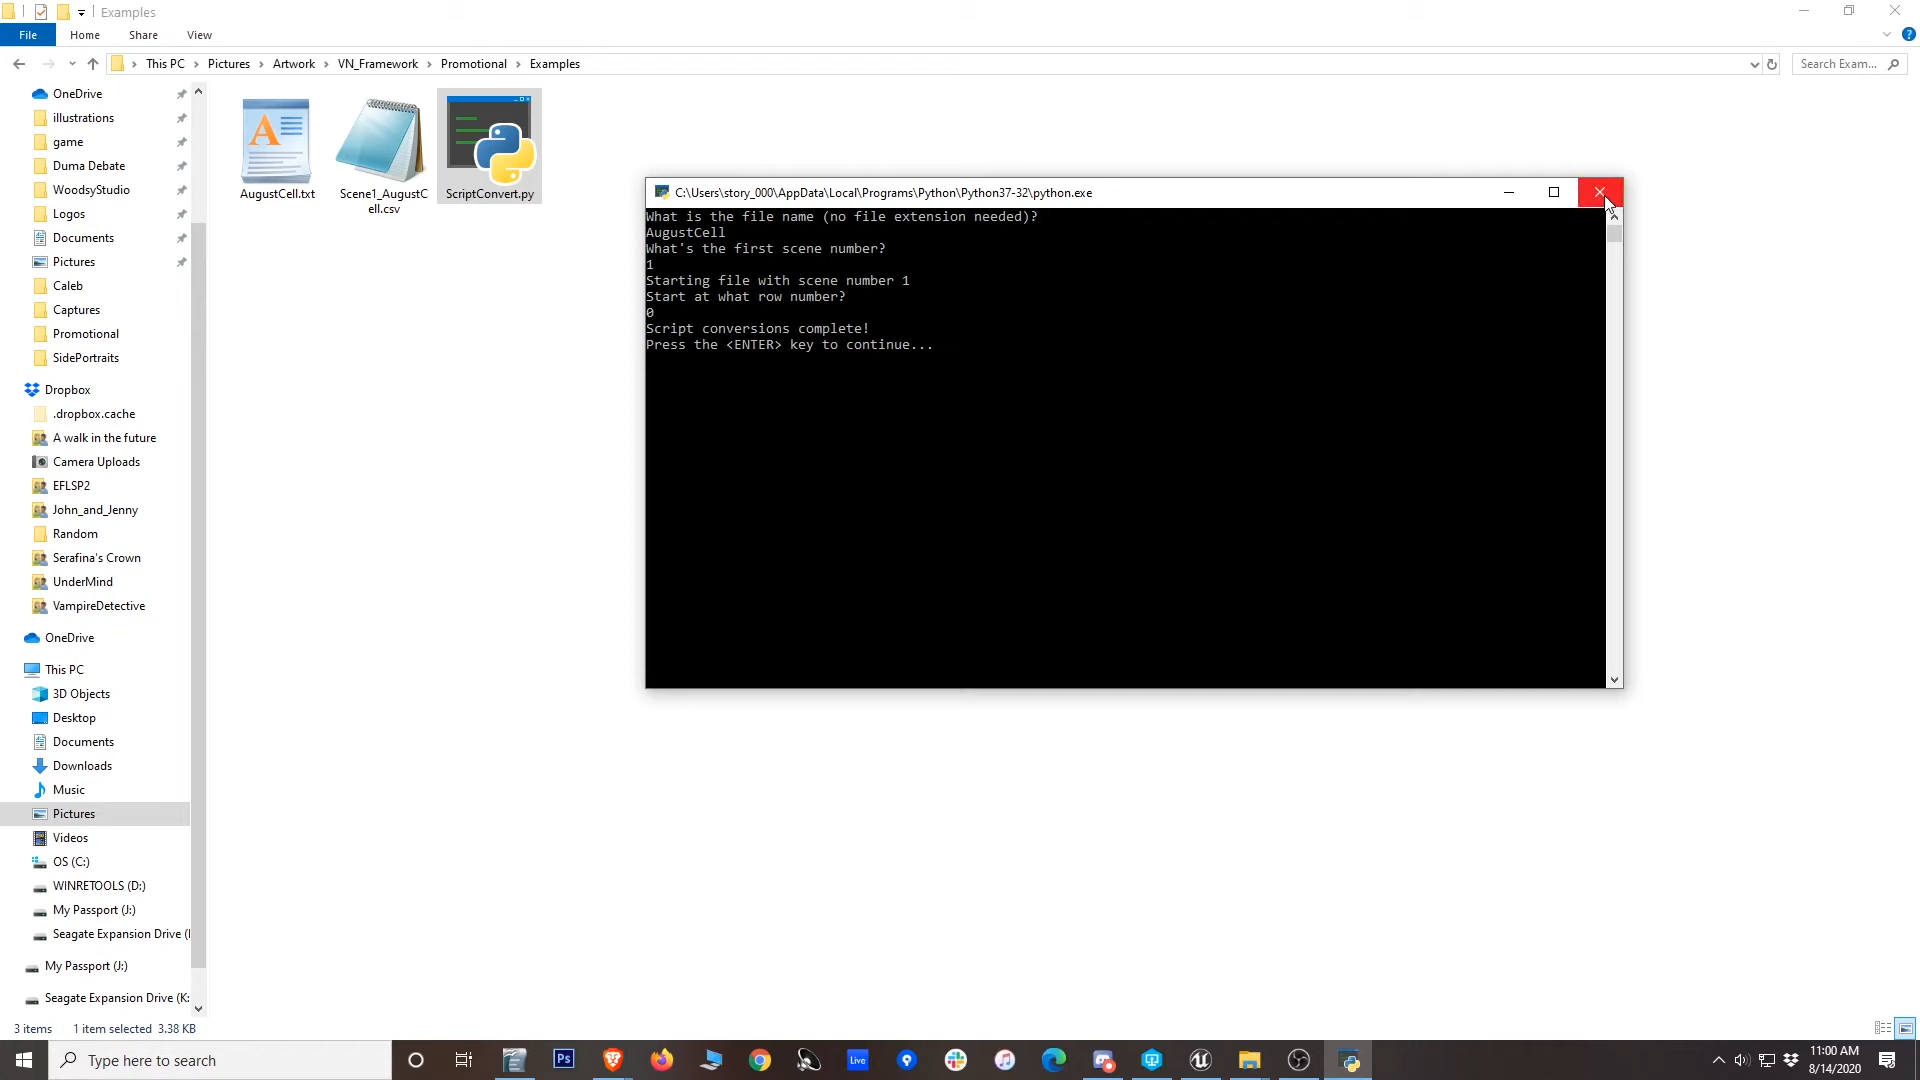 Examples
File
Home
Share
View
This PC
Pictures
Artwork
VN_Framework
Promotional
Examples
Search Exam...
OneDrive
illustrations
game
Duma Debate
WoodsyStudio
Logos
Documents
Pictures
Caleb
Captures
Promotional
SidePortraits
Dropbox
.dropbox.cache
A walk in the future
Camera Uploads
EFLSP2
John_and_Jenny
Random
Serafina's Crown
UnderMind
VampireDetective
OneDrive
This PC
3D Objects
Desktop
Documents
Downloads
Music
Pictures
Videos
OS (C:)
WINRETOOLS (D:)
My Passport (J:)
Seagate Expansion Drive (
My Passport (J:)
Seagate Expansion Drive (K:
AugustCell.txt
Scene1_AugustC
ell.csv
ScriptConvert.py
C:\Users\story_000\AppData\Local\Programs\Python\Python37-32\python.exe
What is the file name (no file extension needed)?
AugustCell
What's the first scene number?
1
Starting file with scene number 1
Start at what row number?
0
Script conversions complete!
Press the <ENTER> key to continue...
3 items
1 item selected 3.38 KB
Type here to search
Ps
Live
11:00 AM
8/14/2020